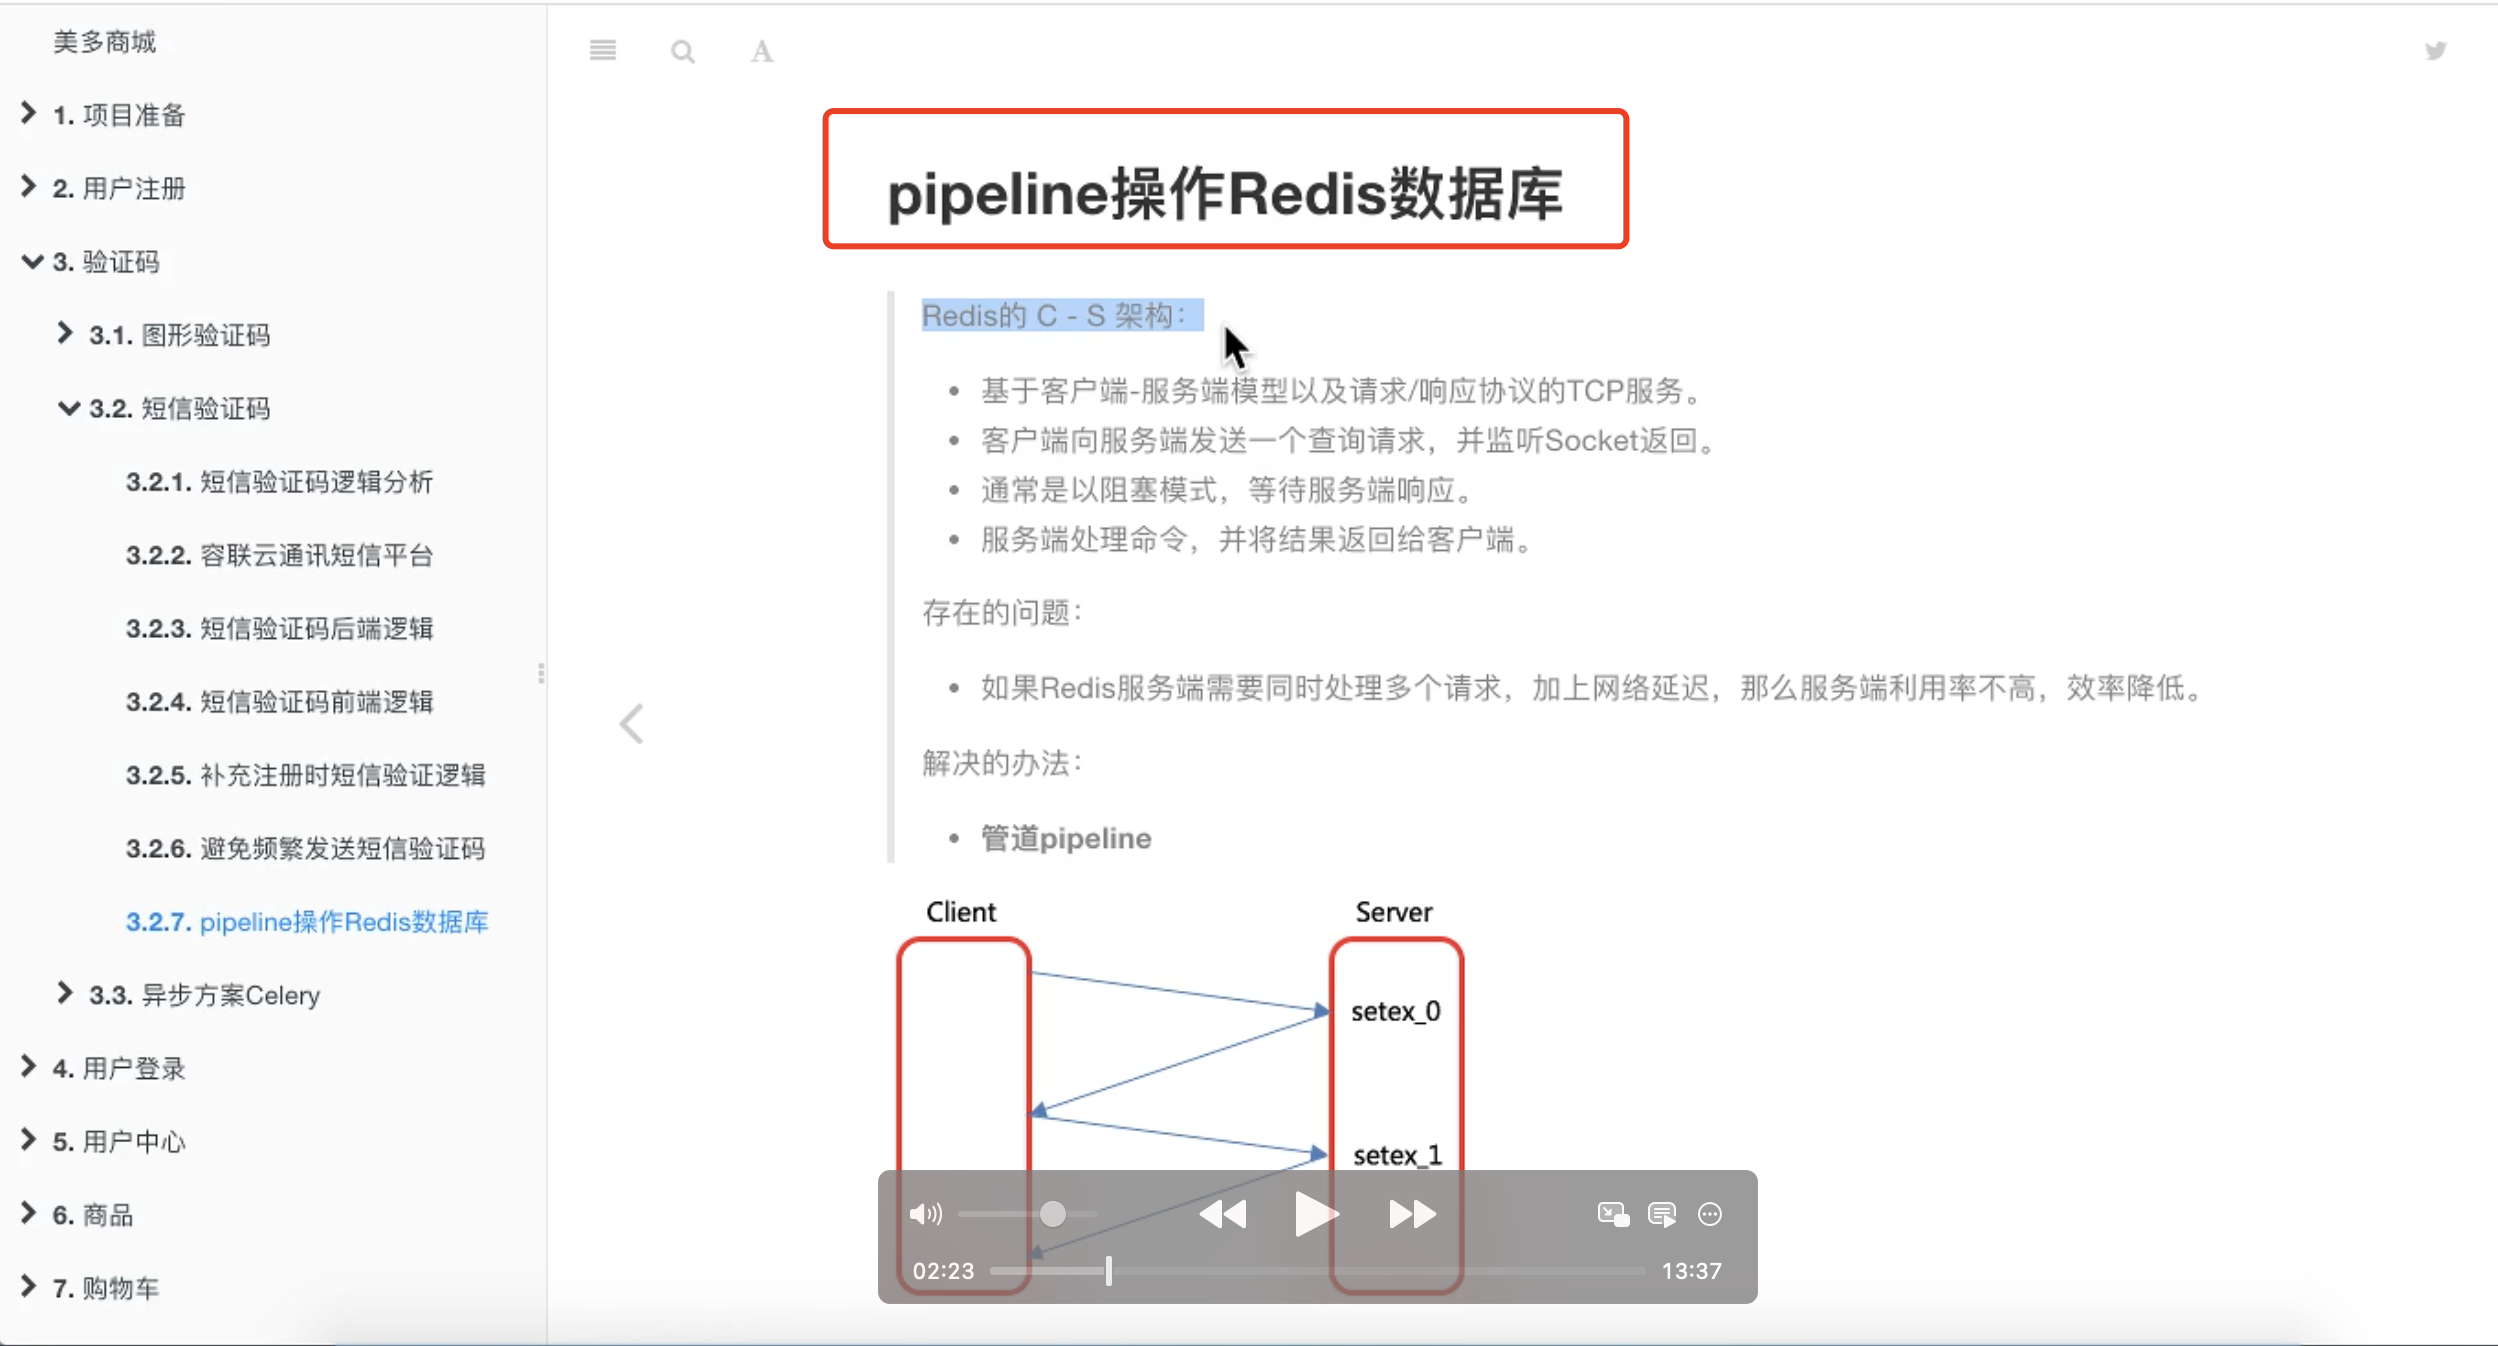 美多商城
1. 项目准备
2. 用户注册
3. 验证码
3.1. 图形验证码
3.2. 短信验证码
3.2.1. 短信验证码逻辑分析
3.2.2. 容联云通讯短信平台
3.2.3. 短信验证码后端逻辑
3.2.4. 短信验证码前端逻辑
3.2.5. 补充注册时短信验证逻辑
3.2.6. 避免频繁发送短信验证码
3.2.7. pipeline操作Redis数据库
3.3. 异步方案Celery
4. 用户登录
5. 用户中心
6. 商品
7. 购物车
A
pipeline操作Redis数据库
Redis的 C - S 架构：
• 基于客户端-服务端模型以及请求/响应协议的TCP服务。
• 客户端向服务端发送一个查询请求，并监听Socket返回。
• 通常是以阻塞模式，等待服务端响应。
• 服务端处理命令，并将结果返回给客户端。
存在的问题：
• 如果Redis服务端需要同时处理多个请求，加上网络延迟，那么服务端利用率不高，效率降低。
解决的办法：
• 管道pipeline
Client
Server
setex_0
setex_1
02:23
13:37